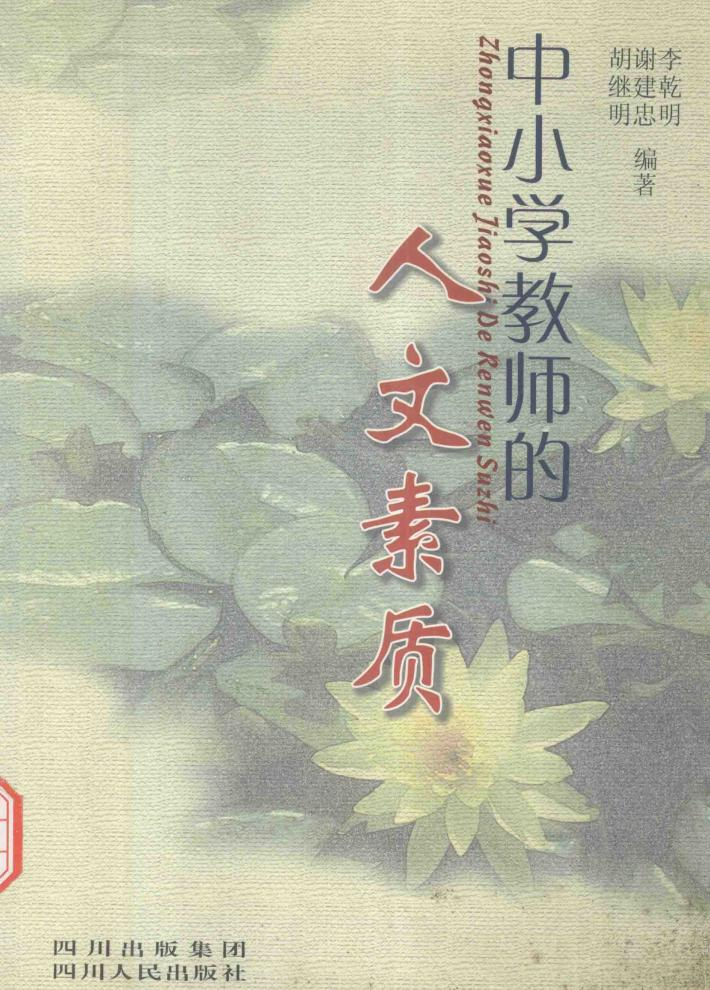 李乾明
谢建忠 编著
胡继明
中小学教师的
Zhongxiaoxue Jiaoshi De Renwen Suzhi
人文素质
四川出版集团
四川人民出版社